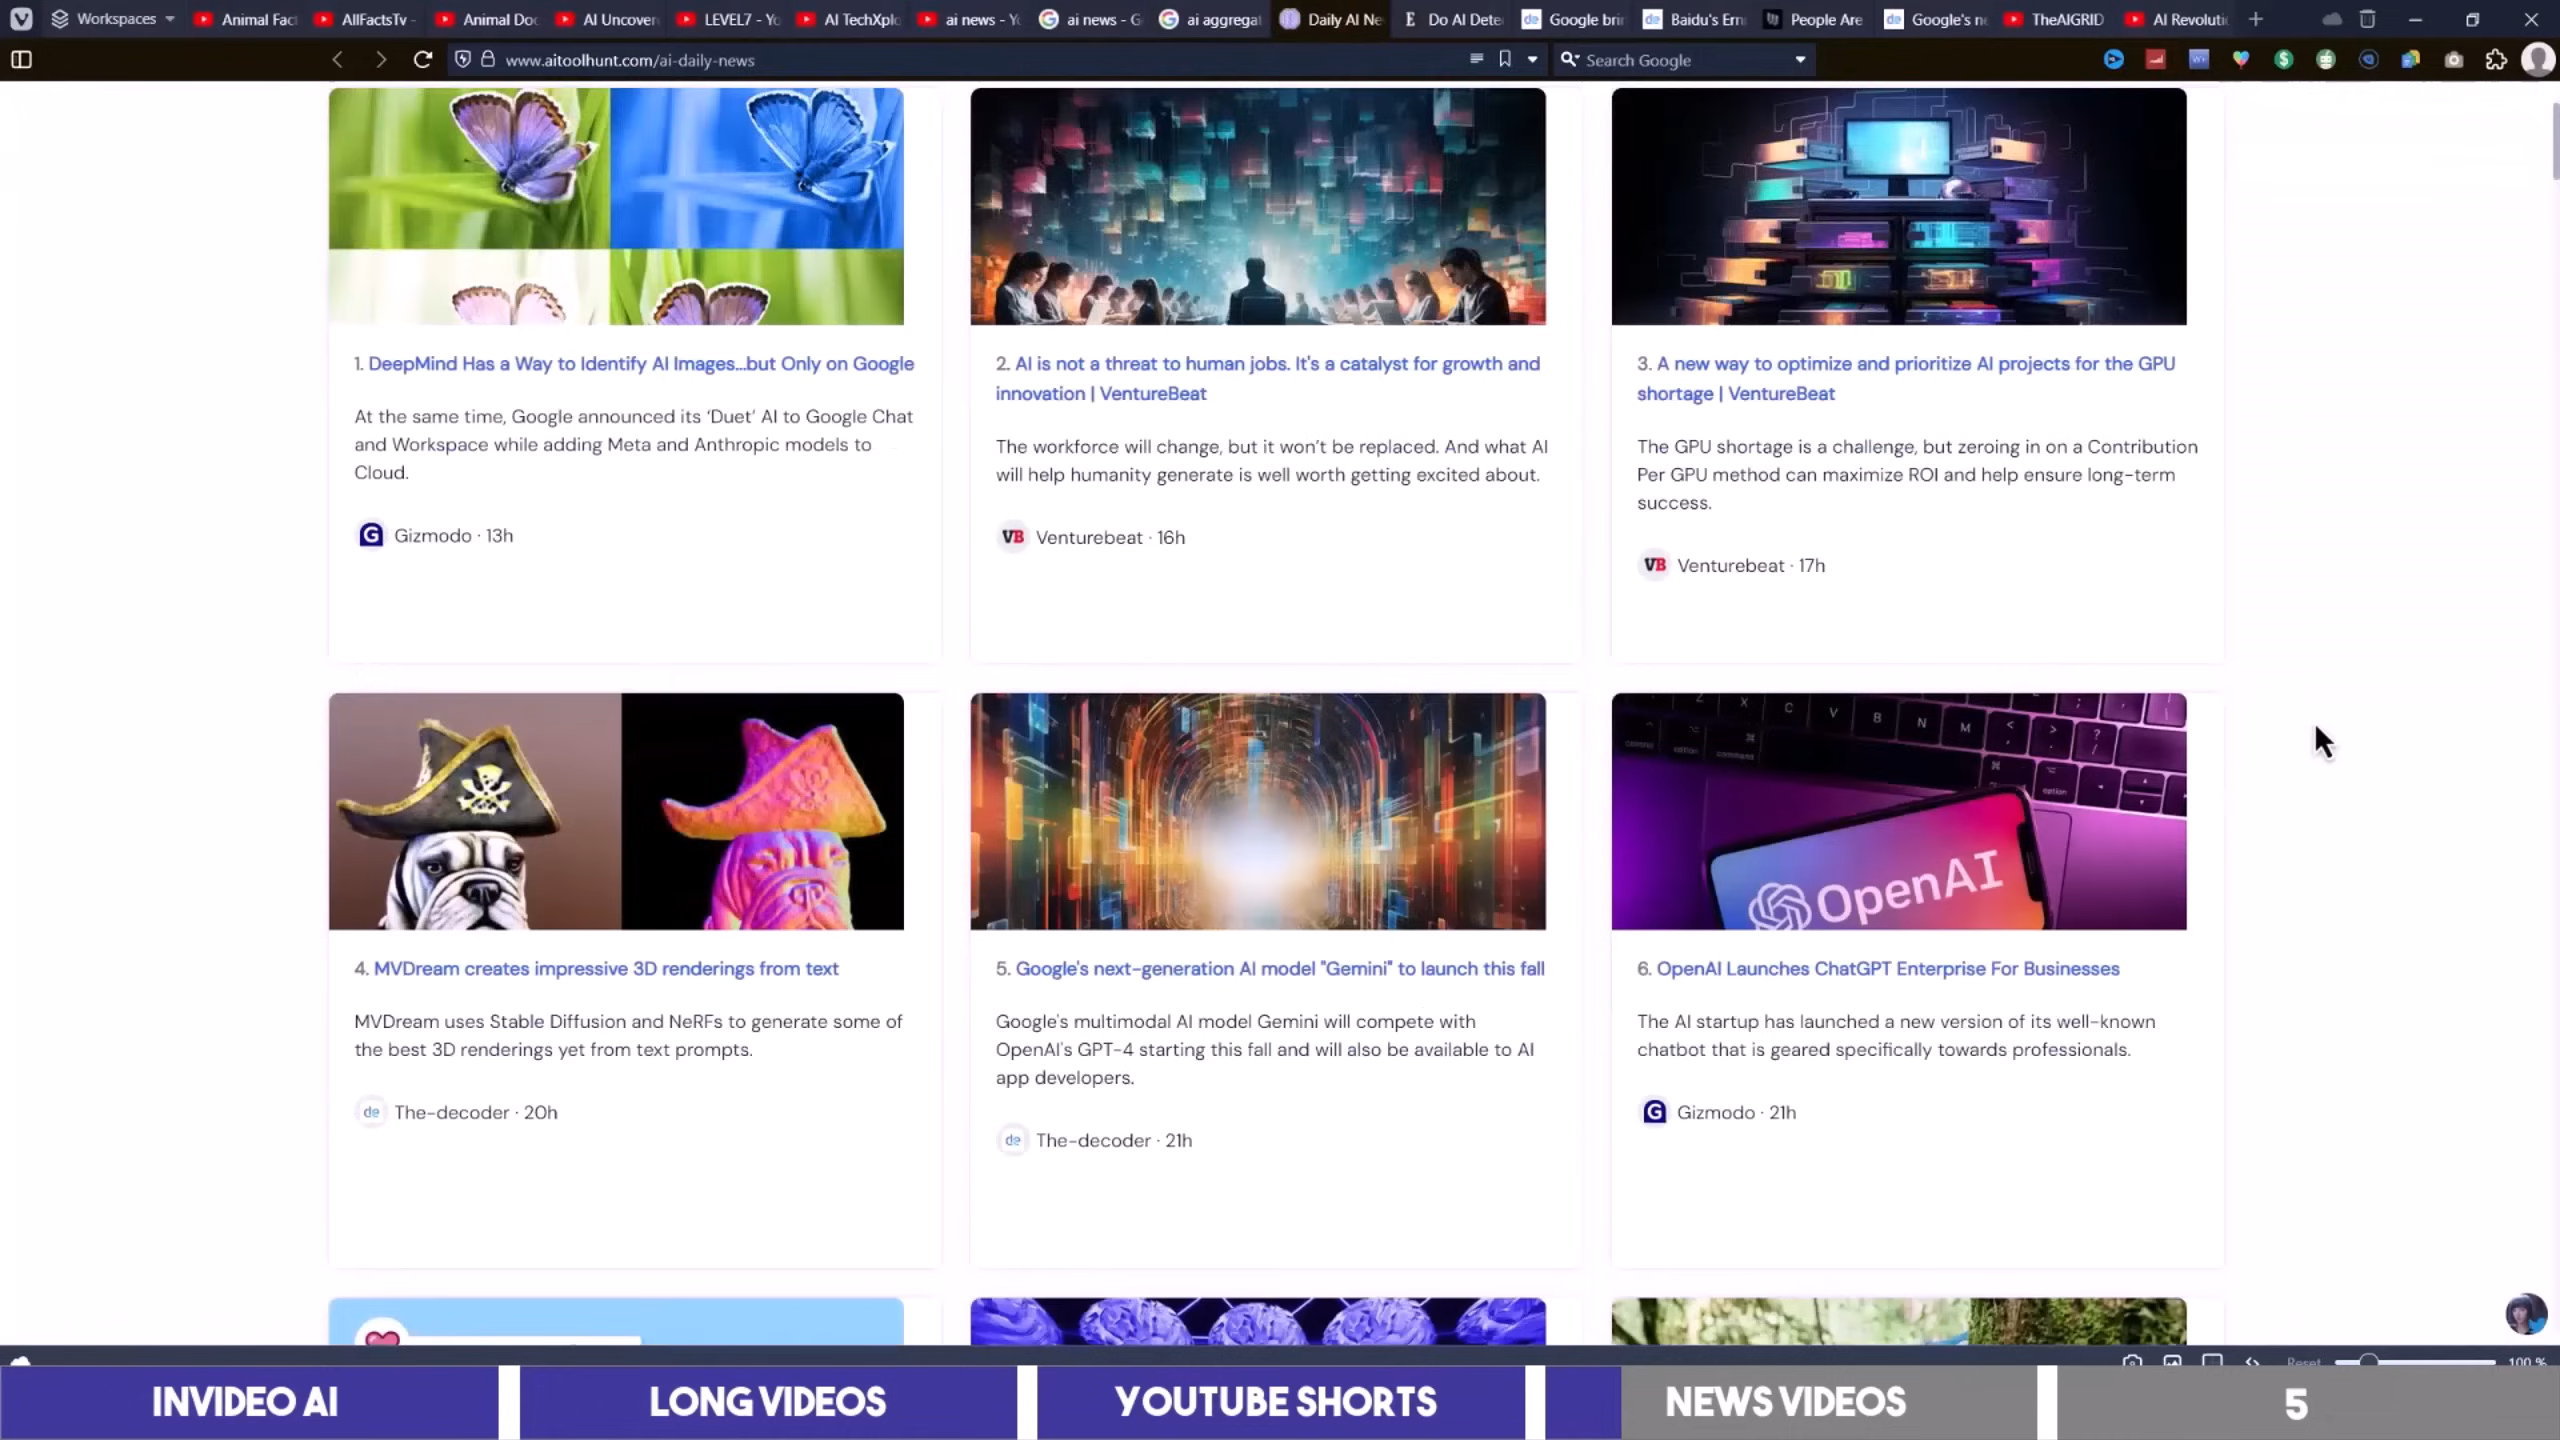 Workspaces
Animal Fac
AllFactsTv -
Animal Doc
AI Uncover
LEVEL7 - Yo
AI TechXplo
ai news - Yo
ai news - G
ai aggregat
Daily AI Ne
Do AI Dete
Google brin
Baidu's Ern
People Are
Google's ne
TheAIGRID
AI Revoluti
www.aitoolhunt.com/ai-daily-news
Search Google
1. DeepMind Has a Way to Identify AI Images...but Only on Google
At the same time, Google announced its ‘Duet’ AI to Google Chat
and Workspace while adding Meta and Anthropic models to
Cloud.
Gizmodo · 13h
2. AI is not a threat to human jobs. It's a catalyst for growth and
innovation | VentureBeat
The workforce will change, but it won’t be replaced. And what AI
will help humanity generate is well worth getting excited about.
VB Venturebeat · 16h
3. A new way to optimize and prioritize AI projects for the GPU
shortage | VentureBeat
The GPU shortage is a challenge, but zeroing in on a Contribution
Per GPU method can maximize ROI and help ensure long-term
success.
VB Venturebeat · 17h
Z X C V B N M < > ? /
command option command
option
OpenAI
4. MVDream creates impressive 3D renderings from text
MVDream uses Stable Diffusion and NeRFs to generate some of
the best 3D renderings yet from text prompts.
de The-decoder · 20h
5. Google's next-generation AI model "Gemini" to launch this fall
Google's multimodal AI model Gemini will compete with
OpenAI's GPT-4 starting this fall and will also be available to AI
app developers.
de The-decoder · 21h
6. OpenAI Launches ChatGPT Enterprise For Businesses
The AI startup has launched a new version of its well-known
chatbot that is geared specifically towards professionals.
G Gizmodo · 21h
Reset
100 %
INVIDEO AI
LONG VIDEOS
YOUTUBE SHORTS
NEWS VIDEOS
5